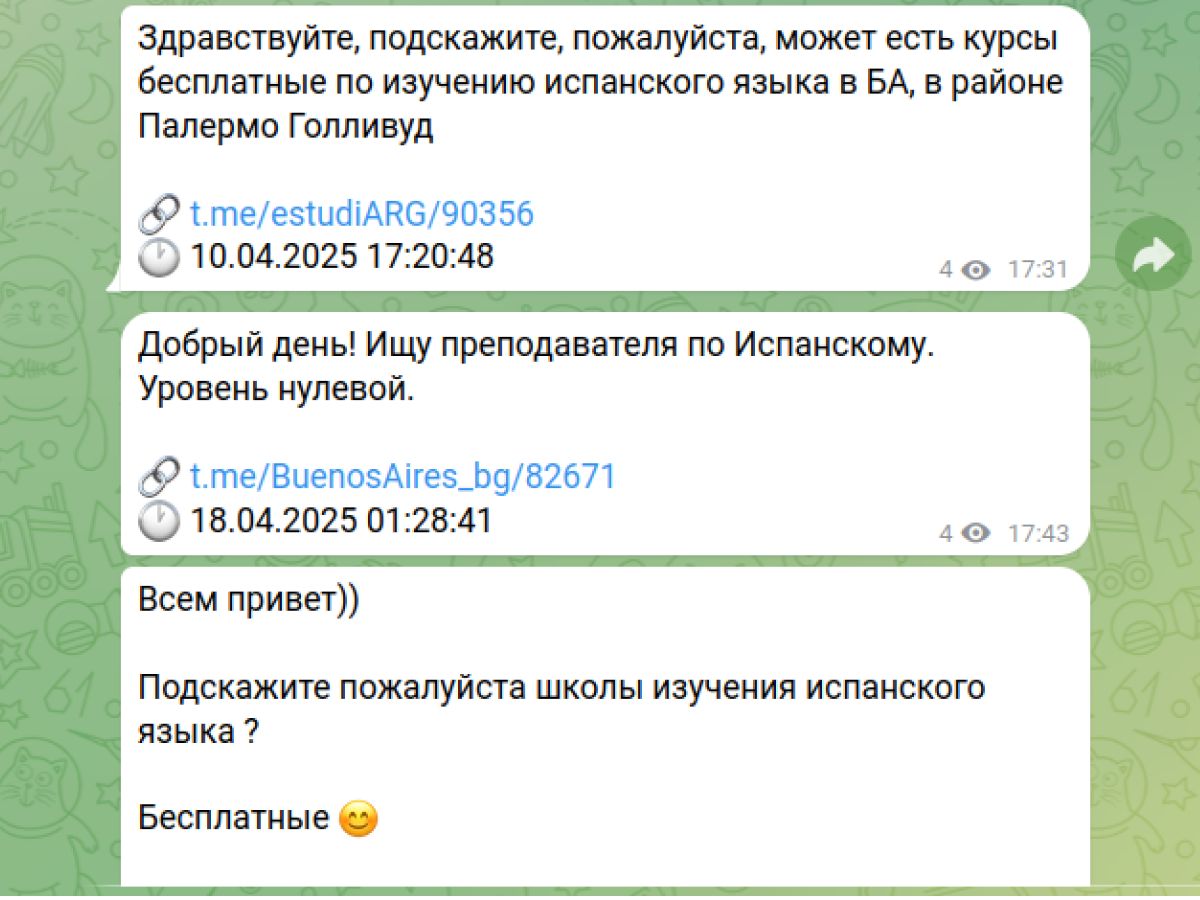 Здравствуйте, подскажите, пожалуйста, может есть курсы
бесплатные по изучению испанского языка в БА, в районе
Палермо Голливуд
🔗 t.me/estudiARG/90356
🕐 10.04.2025 17:20:48
4 17:31
Добрый день! Ищу преподавателя по Испанскому.
Уровень нулевой.
🔗 t.me/BuenosAires_bg/82671
🕐 18.04.2025 01:28:41
4 17:43
Всем привет))
Подскажите пожалуйста школы изучения испанского
языка ?
Бесплатные 😊